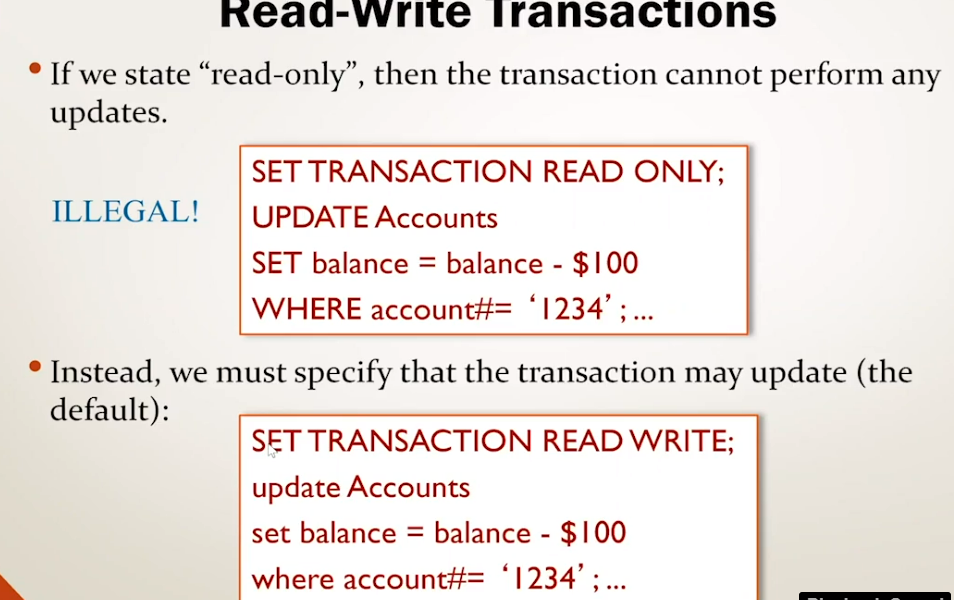 Read-Write Transactions
• If we state “read-only”, then the transaction cannot perform any
updates.
ILLEGAL!
SET TRANSACTION READ ONLY;
UPDATE Accounts
SET balance = balance - $100
WHERE account#= ‘1234’ ; ...
• Instead, we must specify that the transaction may update (the
default):
SET TRANSACTION READ WRITE;
update Accounts
set balance = balance - $100
where account#= ‘1234’ ; ...